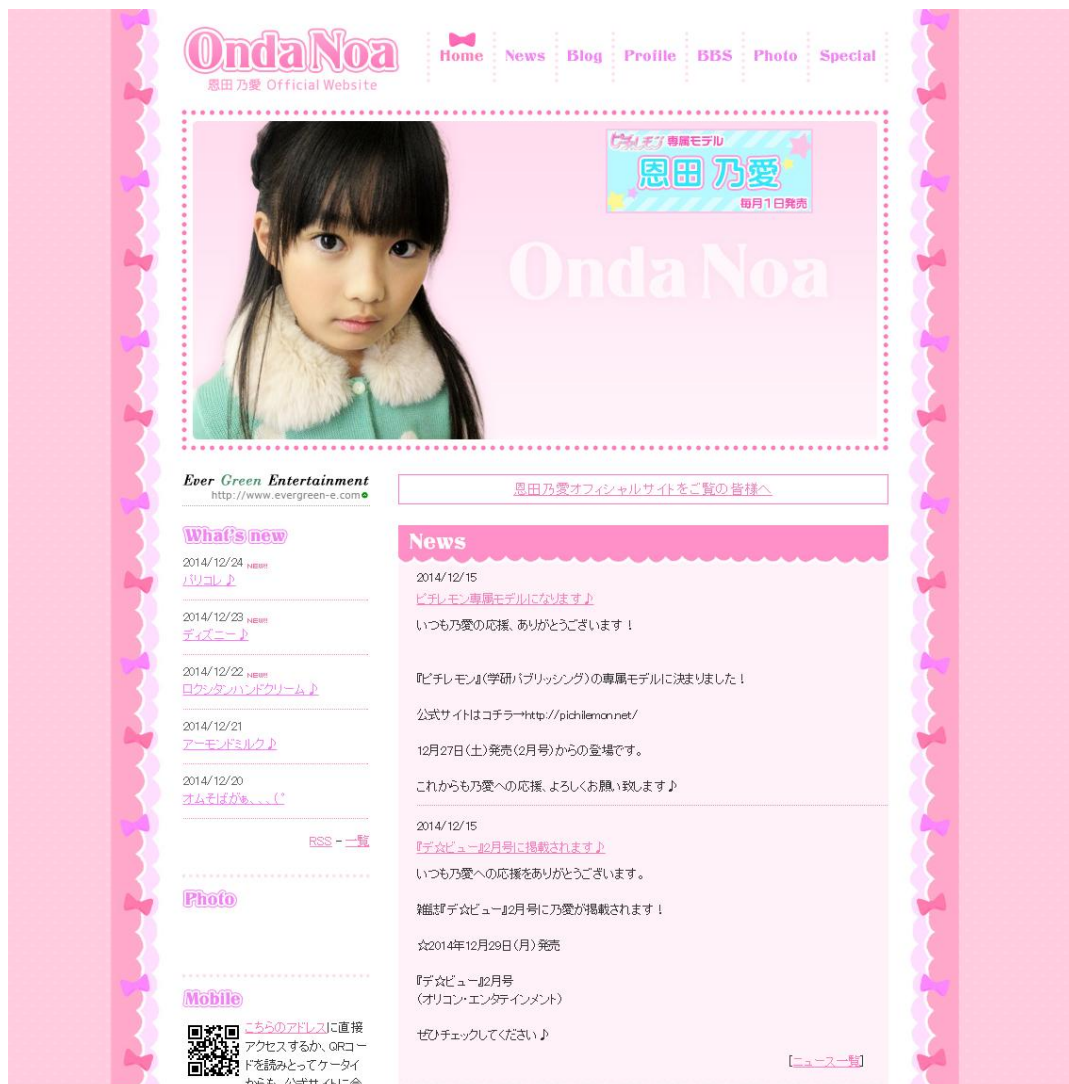 Onda Noa
恩田 乃愛 Official Website
Home News Blog Profile BBS Photo Special
ピチレモン 専属モデル
恩田 乃愛
毎月1日発売
Onda Noa
Ever Green Entertainment
http://www.evergreen-e.com
恩田乃愛オフィシャルサイトをご覧の皆様へ
What's new
2014/12/24 NEW!!
パリコレ♪
2014/12/23 NEW!!
ディズニー♪
2014/12/22 NEW!!
ロクシタンハンドクリーム♪
2014/12/21
アーモンドミルク♪
2014/12/20
オムそばがぁ、、、(゜
RSS - 一覧
Photo
Mobile
こちらのアドレスに直接
アクセスするか、QRコー
ドを読みとってケータイ
からも、公式サイトに会
News
2014/12/15
ピチレモン専属モデルになります♪
いつも乃愛の応援、ありがとうございます！
『ピチレモン』(学研パブリッシング)の専属モデルに決まりました！
公式サイトはコチラ→http://pichilemon.net/
12月27日(土)発売(2月号)からの登場です。
これからも乃愛への応援、よろしくお願い致します♪
2014/12/15
『デ☆ビュー』2月号に掲載されます♪
いつも乃愛への応援をありがとうございます。
雑誌『デ☆ビュー』2月号に乃愛が掲載されます！
☆2014年12月29日(月)発売
『デ☆ビュー』2月号
(オリコン・エンタテインメント)
ぜひチェックしてください♪
[ニュース一覧]